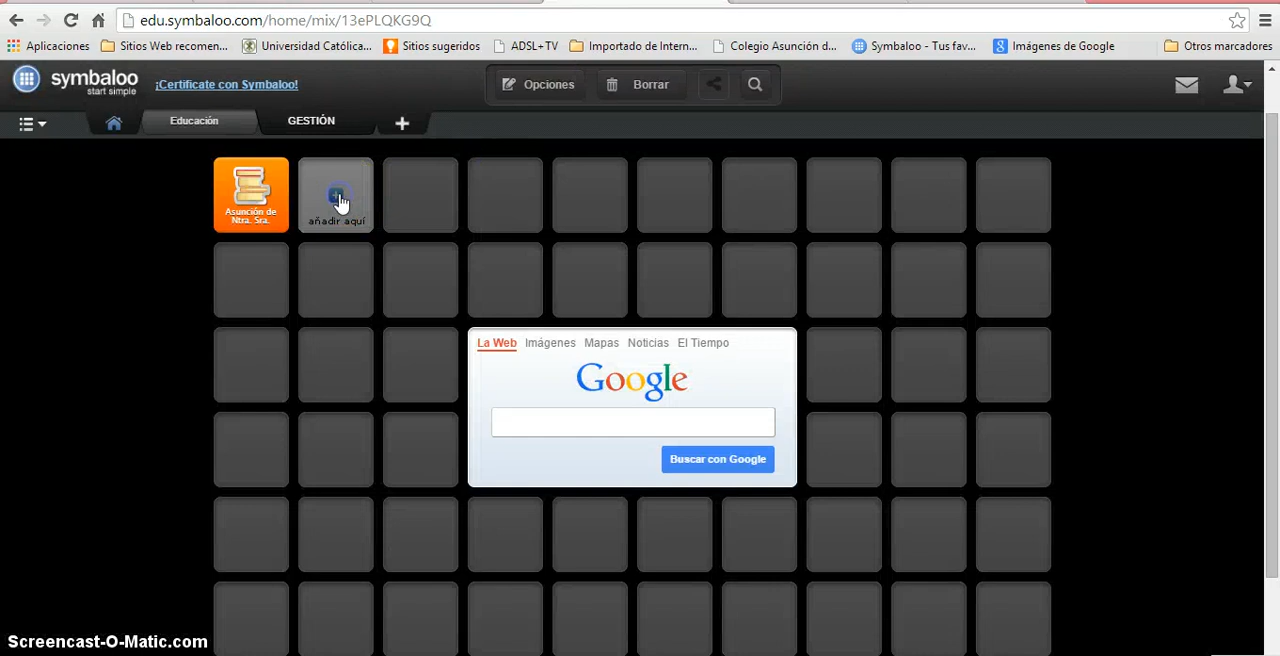 edu.symbaloo.com/home/mix/13ePLQKG9Q
Aplicaciones Sitios Web recomen... Universidad Católica... Sitios sugeridos ADSL+TV Importado de Intern... Colegio Asunción d... Symbaloo - Tus fav... Imágenes de Google Otros marcadores
symbaloo
start simple
¡Certifícate con Symbaloo!
Opciones Borrar
Educación GESTIÓN
Asunción de
Ntra. Sra.
añadir aquí
La Web Imágenes Mapas Noticias El Tiempo
Google
Buscar con Google
Screencast-O-Matic.com